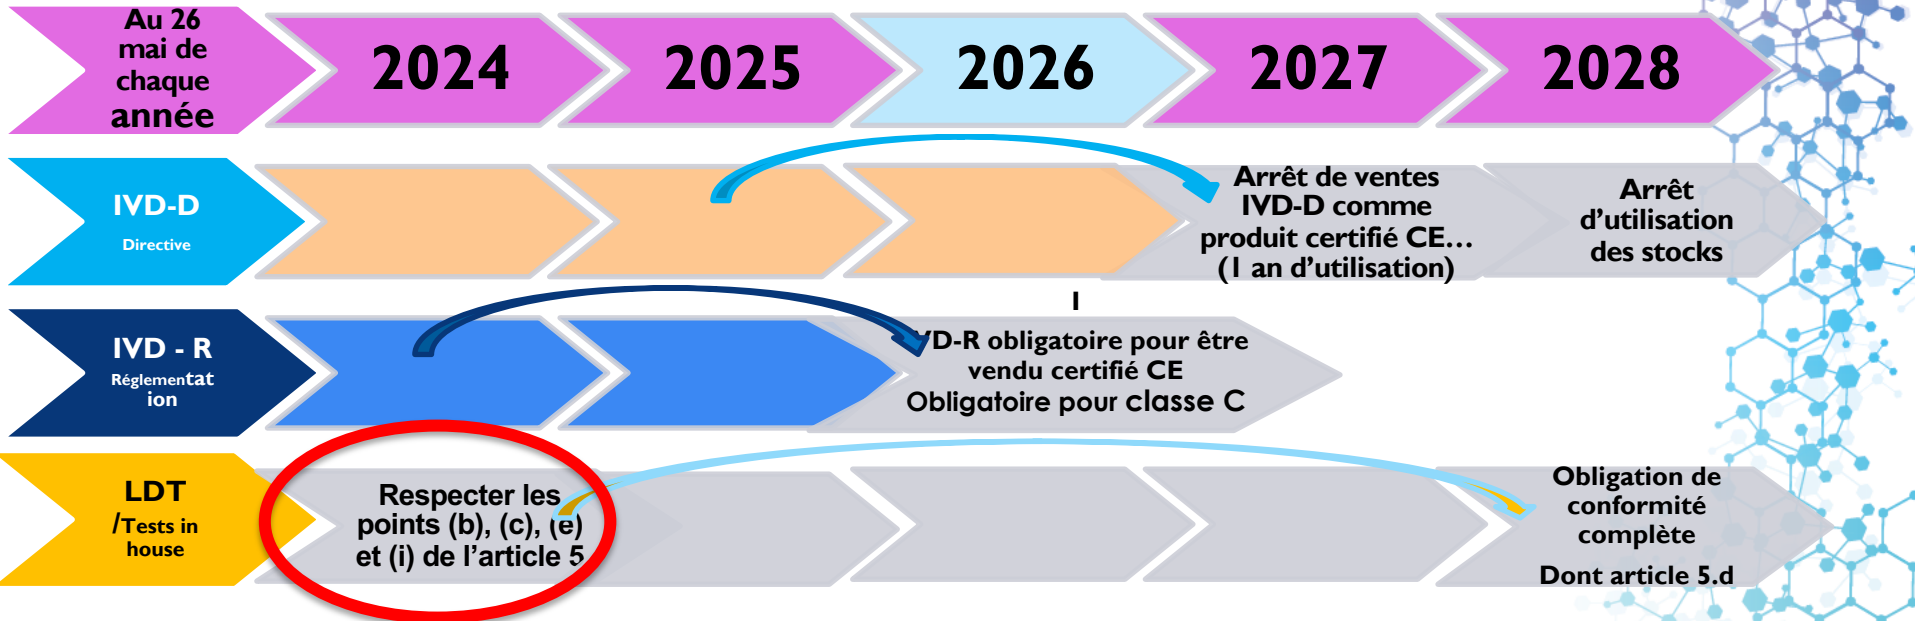 Au 26
mai de
chaque
année
2024
2025
2026
2027
2028
IVD-D
Directive
Arrêt de ventes
IVD-D comme
produit certifié CE…
(1 an d’utilisation)
Arrêt
d’utilisation
des stocks
IVD - R
Réglementat
ion
I
VD-R obligatoire pour être
vendu certifié CE
Obligatoire pour classe C
LDT
/Tests in
house
Respecter les
points (b), (c), (e)
et (i) de l’article 5
Obligation de
conformité
complète
Dont article 5.d